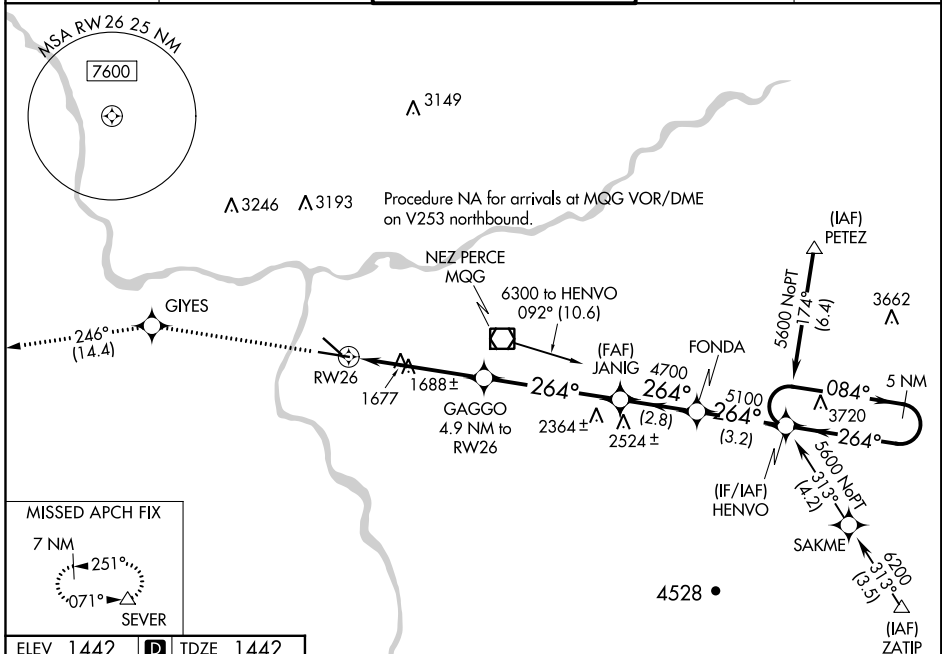 MSA RW 26 25 NM
7600
3149
3246
3193
Procedure NA for arrivals at MQG VOR/DME
on V253 northbound.
(IAF)
PETEZ
NEZ PERCE
MQG
5600 NoPT
174°
(6.4)
3662
GIYES
6300 to HENVO
092° (10.6)
246°
(14.4)
(FAF)
JANIG
4700
FONDA
RW26
1677
1688±
264°
264°
(2.8)
5100
264°
(3.2)
084°
5 NM
3720
264°
GAGGO
4.9 NM to
RW26
2364±
2524±
(IF/IAF)
HENVO
5600 NoPT
313°
(4.2)
SAKME
MISSED APCH FIX
7 NM
251°
071°
SEVER
4528
6200
313°
(3.5)
(IAF)
ZATIP
ELEV 1442 D TDZE 1442